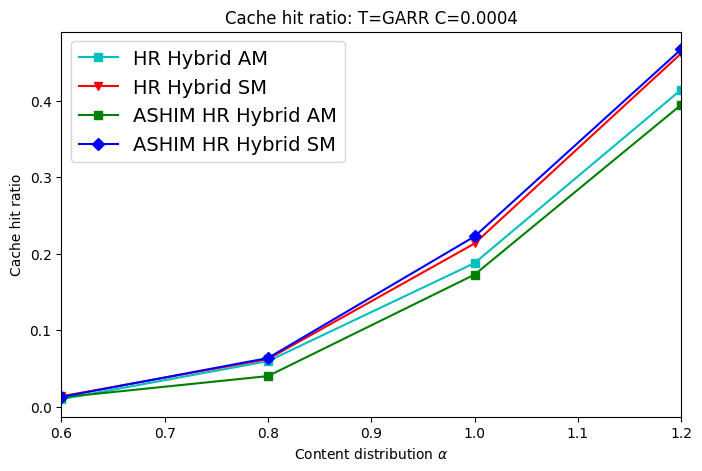 Cache hit ratio: T=GARR C=0.0004
HR Hybrid AM
HR Hybrid SM
ASHIM HR Hybrid AM
ASHIM HR Hybrid SM
Cache hit ratio
0.4
0.3
0.2
0.1
0.0
0.6 0.7 0.8 0.9 1.0 1.1 1.2
Content distribution α